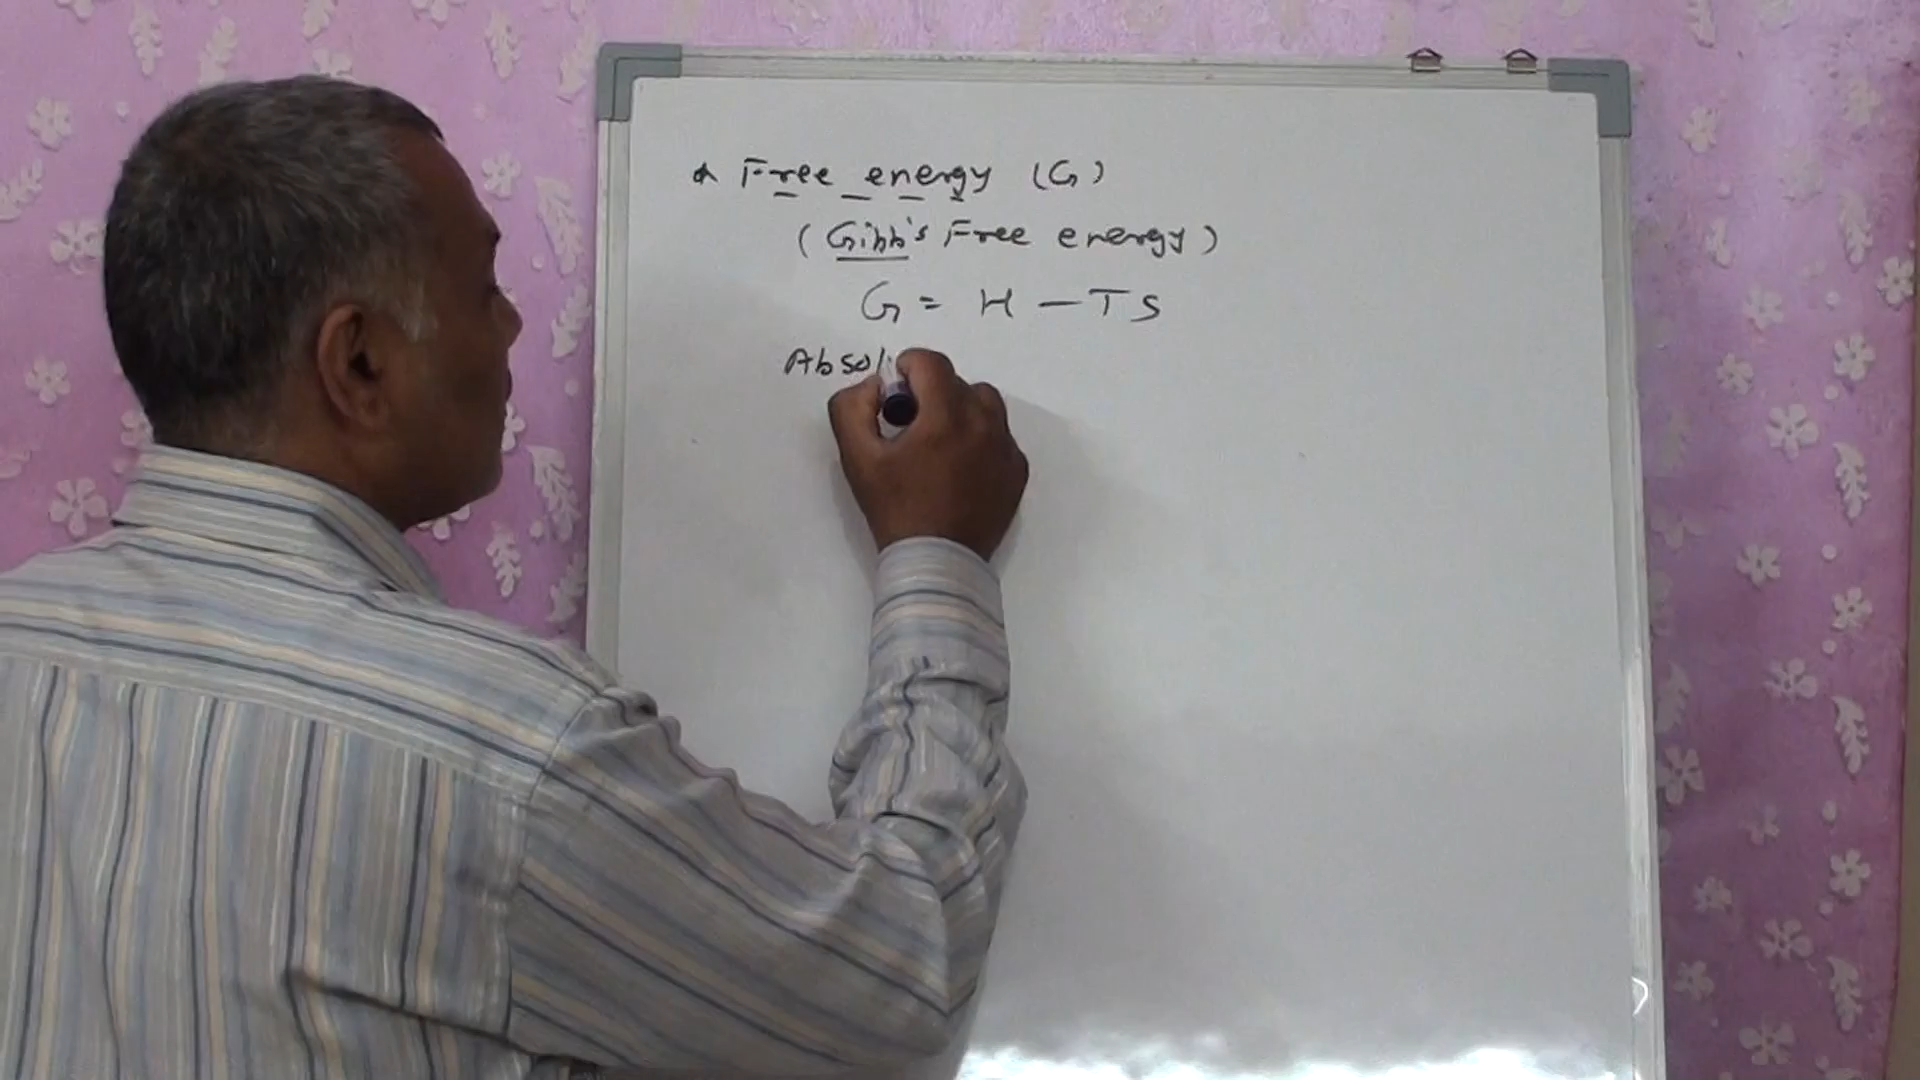 * Free energy (G)
(Gibb's Free energy)
G = H - TS
Absol